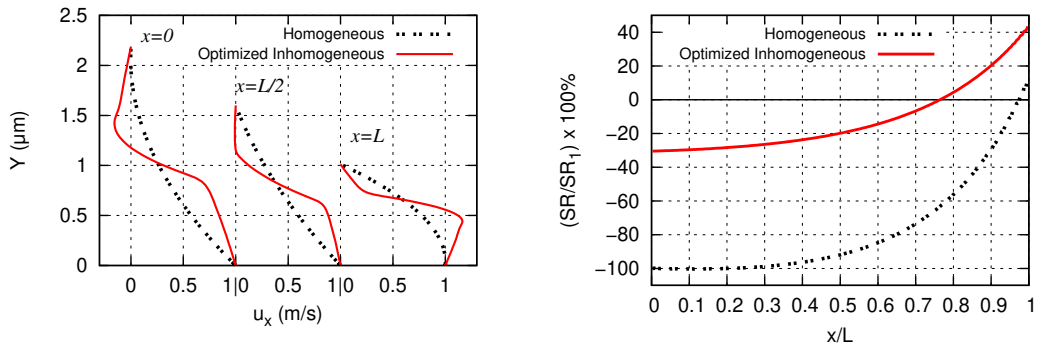 2.5
2
1.5
1
0.5
0
Y (μm)
x=0
x=L/2
x=L
Homogeneous
Optimized Inhomogeneous
0 0.5 1|0 0.5 1|0 0.5 1
uₓ (m/s)
40
20
0
−20
−40
−60
−80
−100
(SR/SR₁) x 100%
Homogeneous
Optimized Inhomogeneous
0 0.1 0.2 0.3 0.4 0.5 0.6 0.7 0.8 0.9 1
x/L